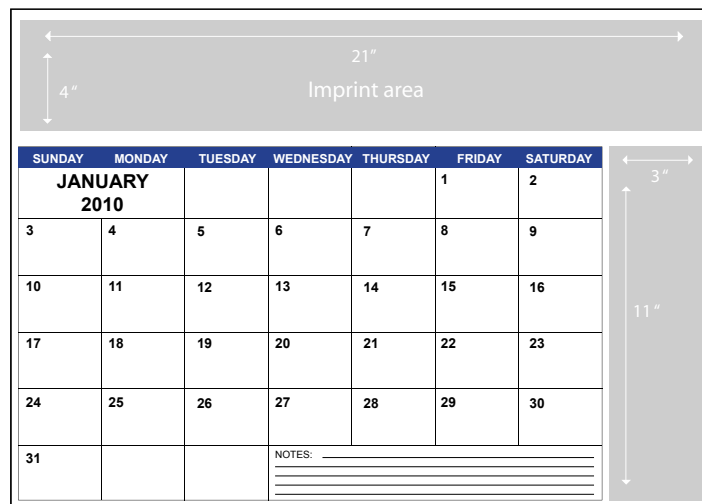 21"
4"
Imprint area
SUNDAY MONDAY TUESDAY WEDNESDAY THURSDAY FRIDAY SATURDAY
JANUARY
2010
1 2
3"
3 4 5 6 7 8 9
10 11 12 13 14 15 16
11"
17 18 19 20 21 22 23
24 25 26 27 28 29 30
31
NOTES: